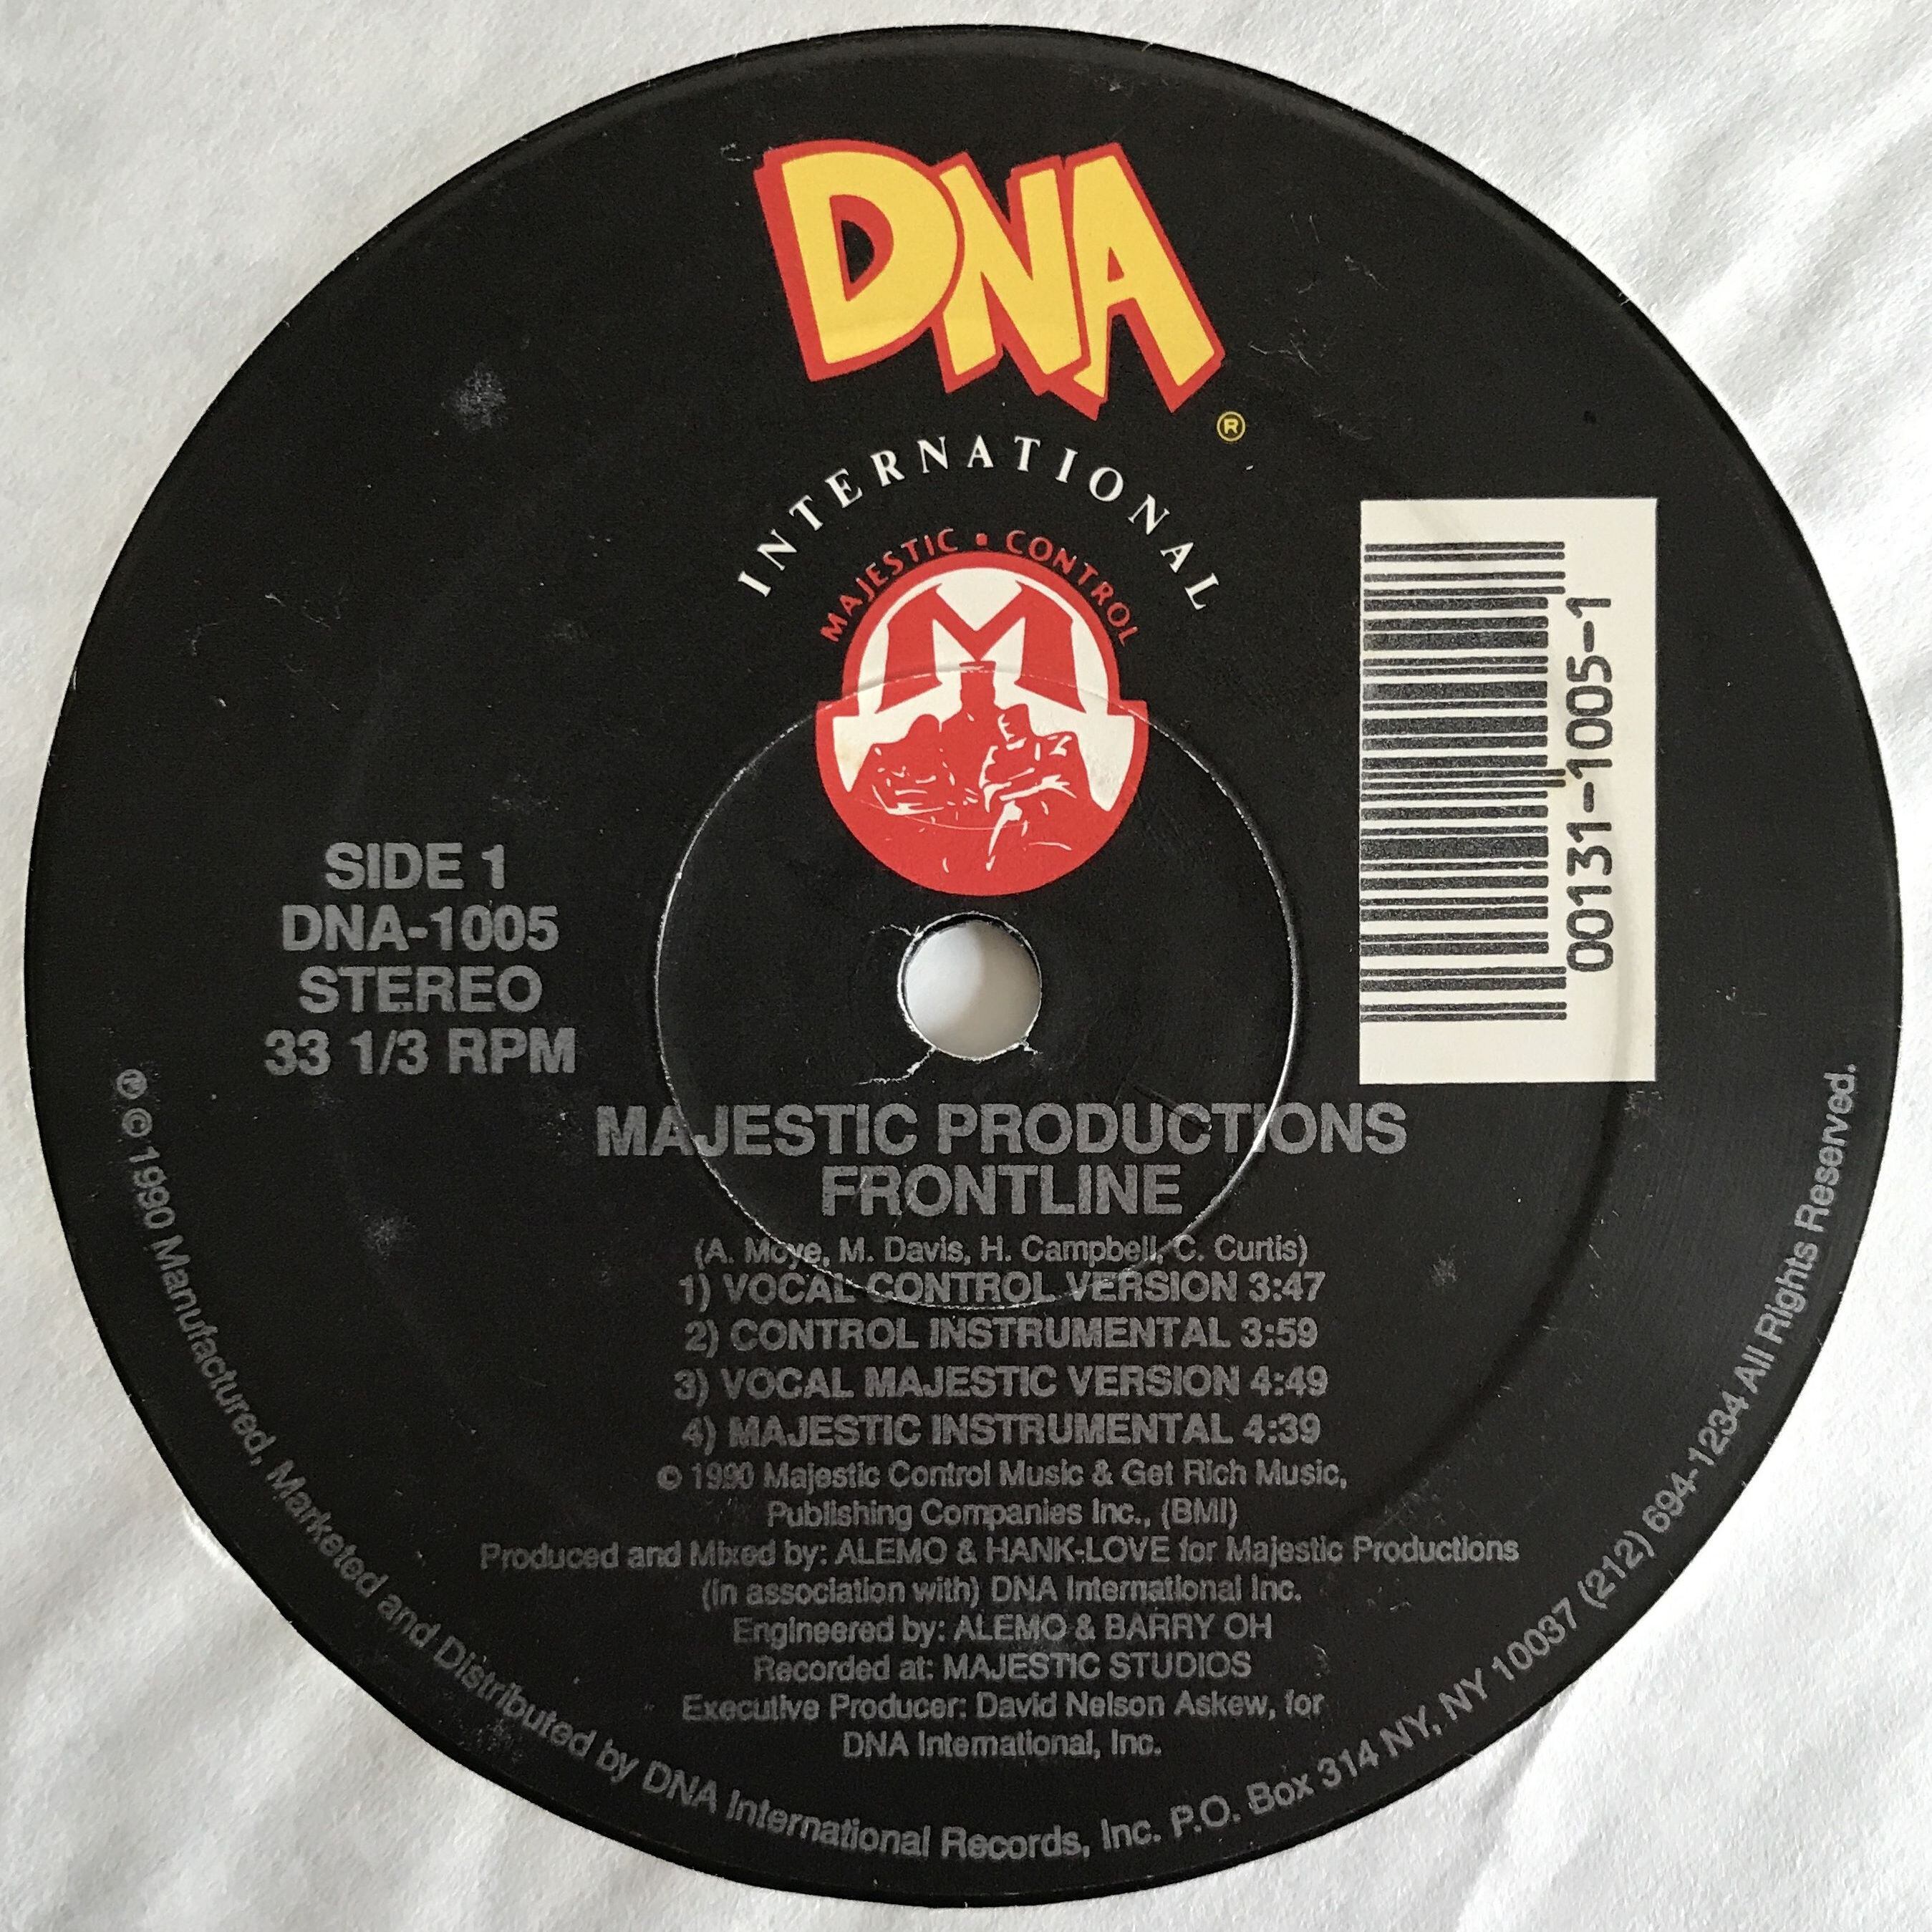 DNA
®
INTERNATIONAL
MAJESTIC • CONTROL
M
00131-1005-1
SIDE 1
DNA-1005
STEREO
33 1/3 RPM
MAJESTIC PRODUCTIONS
FRONTLINE
(A. Moye, M. Davis, H. Campbell, C. Curtis)
1) VOCAL CONTROL VERSION 3:47
2) CONTROL INSTRUMENTAL 3:59
3) VOCAL MAJESTIC VERSION 4:49
4) MAJESTIC INSTRUMENTAL 4:39
© 1990 Majestic Control Music & Get Rich Music,
Publishing Companies Inc., (BMI)
Produced and Mixed by: ALEMO & HANK-LOVE for Majestic Productions
(in association with) DNA International Inc.
Engineered by: ALEMO & BARRY OH
Recorded at: MAJESTIC STUDIOS
Executive Producer: David Nelson Askew, for
DNA International, Inc.
℗ © 1990 Manufactured, Marketed and Distributed by DNA International Records, Inc. P.O. Box 314 NY, NY 10037 (212) 694-1234 All Rights Reserved.